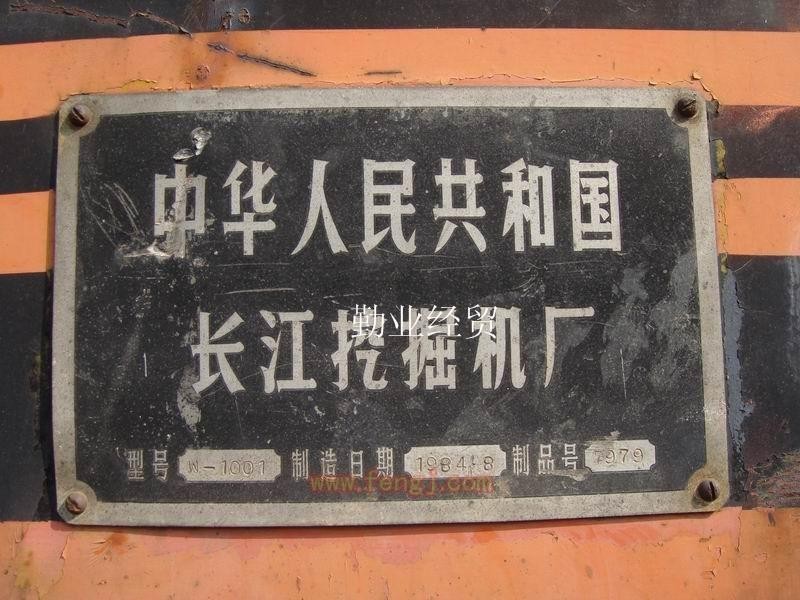 中华人民共和国
勤业经贸
长江挖掘机厂
型号 W-1001 制造日期 1984.8 制品号 7979
www.fengj.com